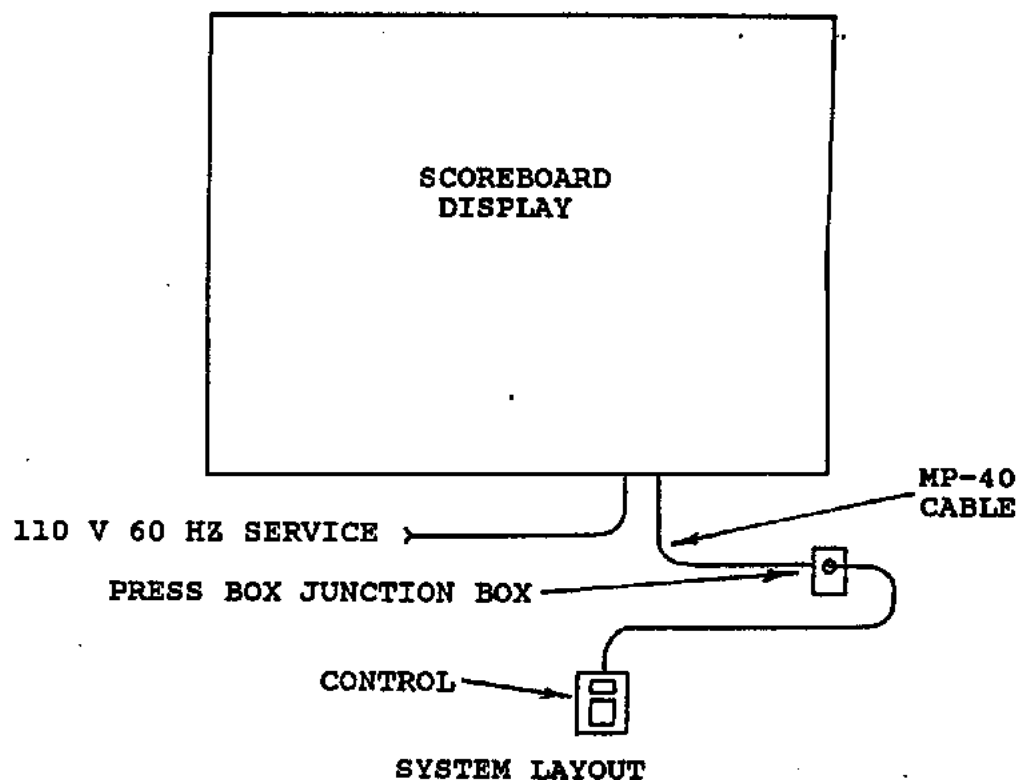 SCOREBOARD
DISPLAY
MP-40
CABLE
110 V 60 HZ SERVICE
PRESS BOX JUNCTION BOX
CONTROL
SYSTEM LAYOUT